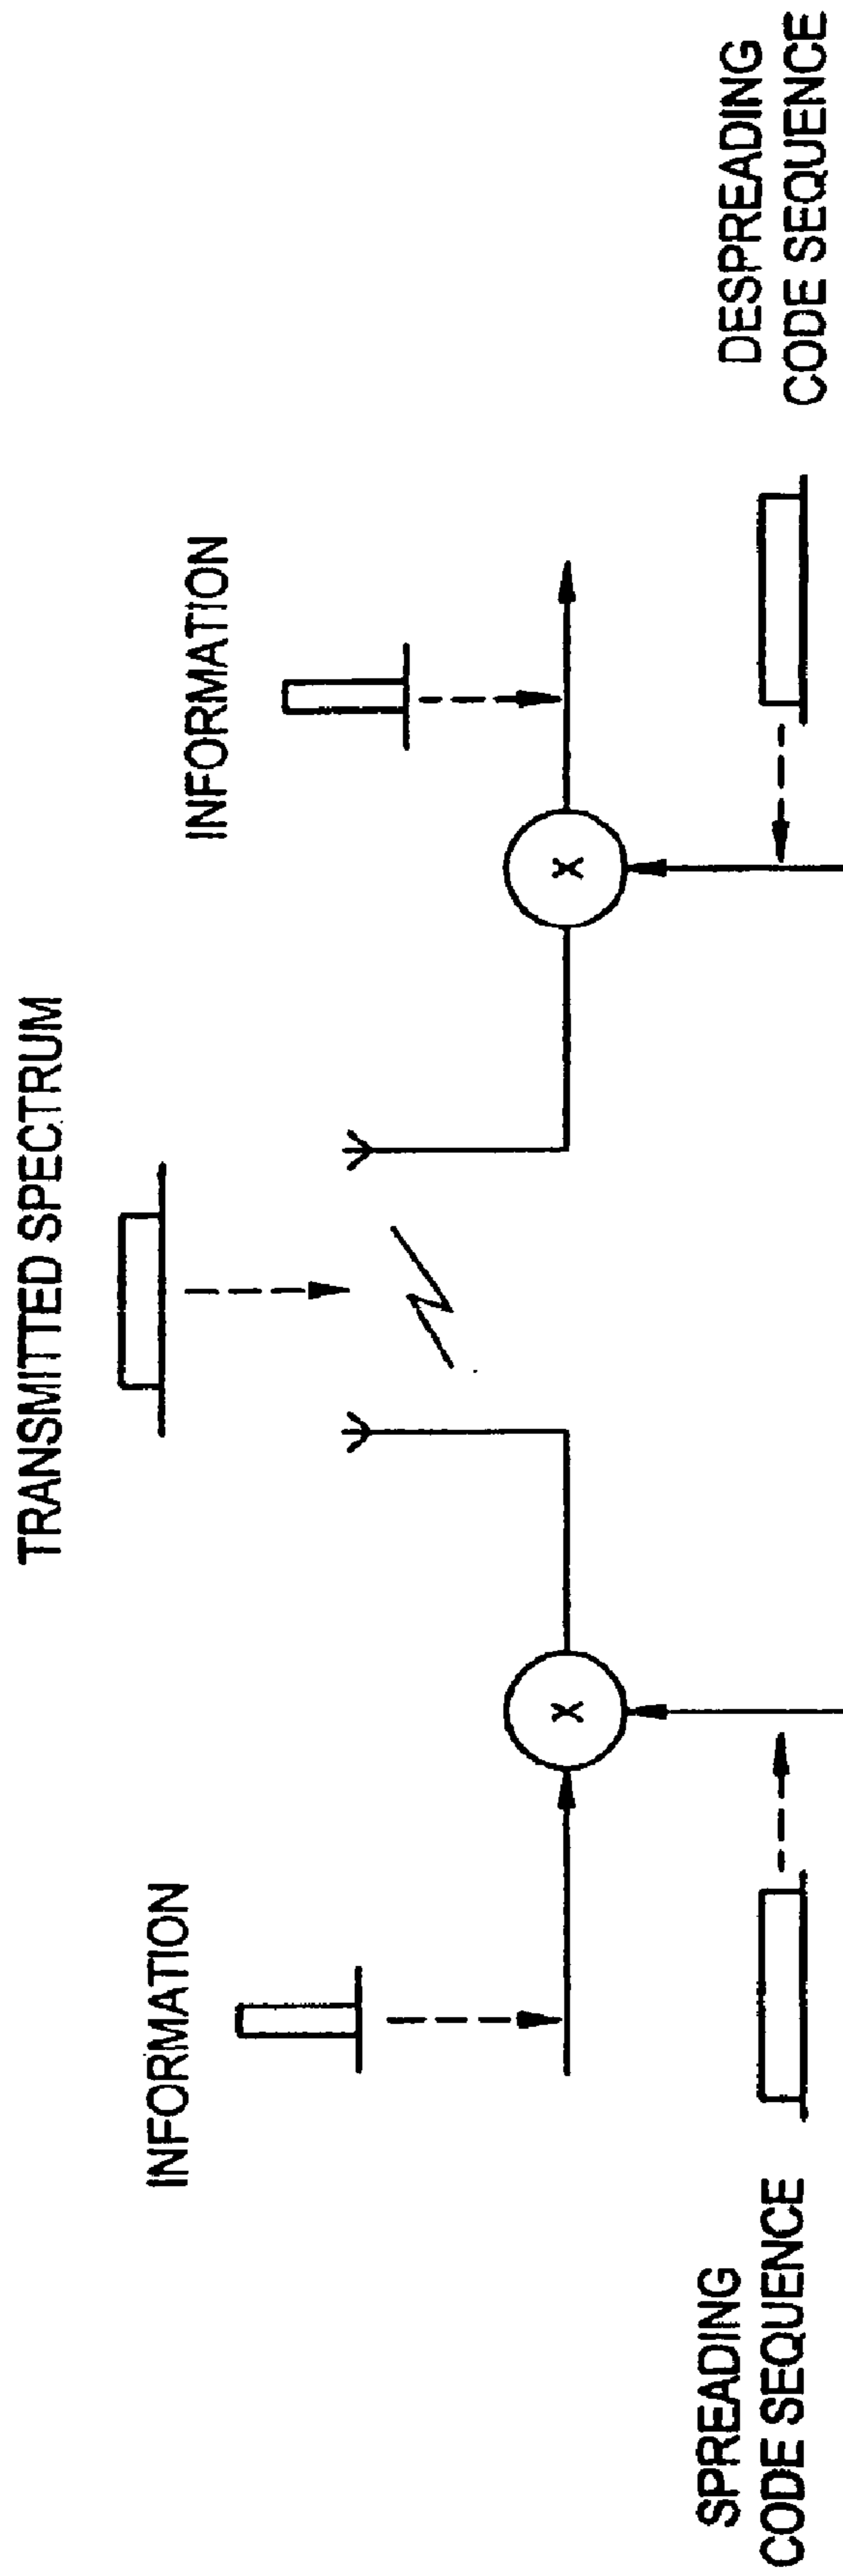 TRANSMITTED SPECTRUM
INFORMATION
INFORMATION
X
X
SPREADING
CODE SEQUENCE
DESPREADING
CODE SEQUENCE